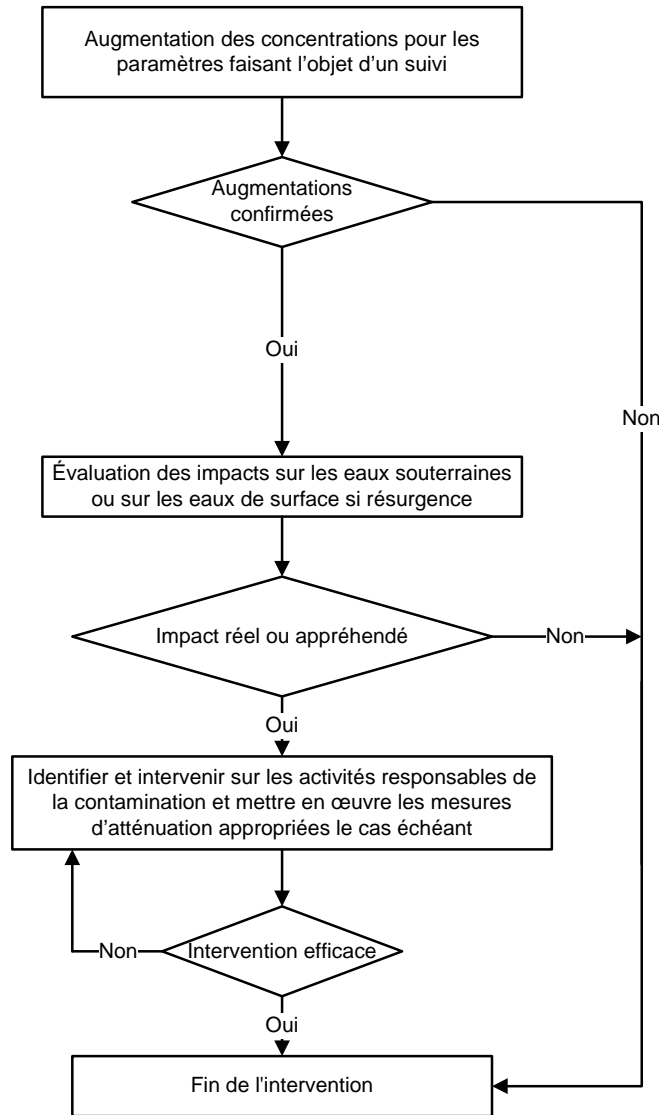 Augmentation des concentrations pour les
paramètres faisant l'objet d'un suivi
Augmentations
confirmées
Oui
Non
Évaluation des impacts sur les eaux souterraines
ou sur les eaux de surface si résurgence
Impact réel ou appréhendé
Non
Oui
Identifier et intervenir sur les activités responsables de
la contamination et mettre en œuvre les mesures
d'atténuation appropriées le cas échéant
Non
Intervention efficace
Oui
Fin de l'intervention